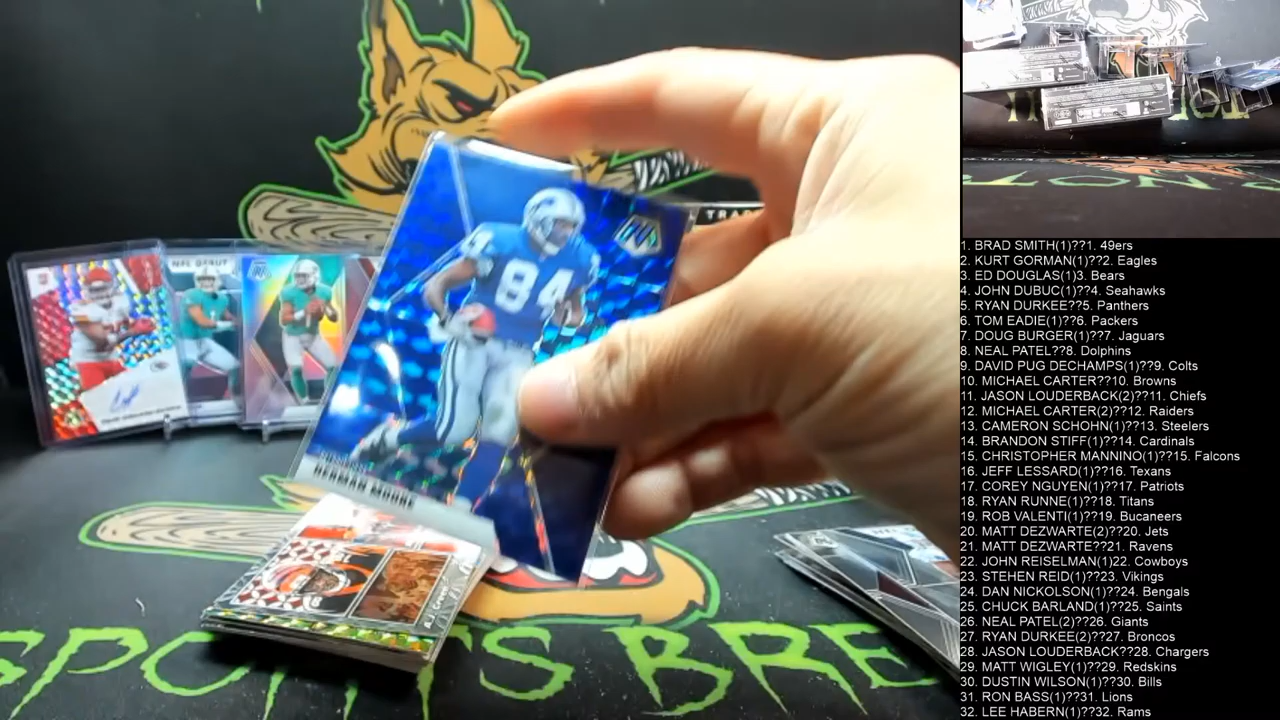 NFL DEBUT
TRAC
84
84
HERMAN MOORE
A.J. Green
SPORTS BRE
1. BRAD SMITH(1)??1. 49ers
2. KURT GORMAN(1)??2. Eagles
3. ED DOUGLAS(1)3. Bears
4. JOHN DUBUC(1)??4. Seahawks
5. RYAN DURKEE??5. Panthers
6. TOM EADIE(1)??6. Packers
7. DOUG BURGER(1)??7. Jaguars
8. NEAL PATEL??8. Dolphins
9. DAVID PUG DECHAMPS(1)??9. Colts
10. MICHAEL CARTER??10. Browns
11. JASON LOUDERBACK(2)??11. Chiefs
12. MICHAEL CARTER(2)??12. Raiders
13. CAMERON SCHOHN(1)??13. Steelers
14. BRANDON STIFF(1)??14. Cardinals
15. CHRISTOPHER MANNINO(1)??15. Falcons
16. JEFF LESSARD(1)??16. Texans
17. COREY NGUYEN(1)??17. Patriots
18. RYAN RUNNE(1)??18. Titans
19. ROB VALENTI(1)??19. Bucaneers
20. MATT DEZWARTE(2)??20. Jets
21. MATT DEZWARTE??21. Ravens
22. JOHN REISELMAN(1)22. Cowboys
23. STEHEN REID(1)??23. Vikings
24. DAN NICKOLSON(1)??24. Bengals
25. CHUCK BARLAND(1)??25. Saints
26. NEAL PATEL(2)??26. Giants
27. RYAN DURKEE(2)??27. Broncos
28. JASON LOUDERBACK??28. Chargers
29. MATT WIGLEY(1)??29. Redskins
30. DUSTIN WILSON(1)??30. Bills
31. RON BASS(1)??31. Lions
32. LEE HABERN(1)??32. Rams